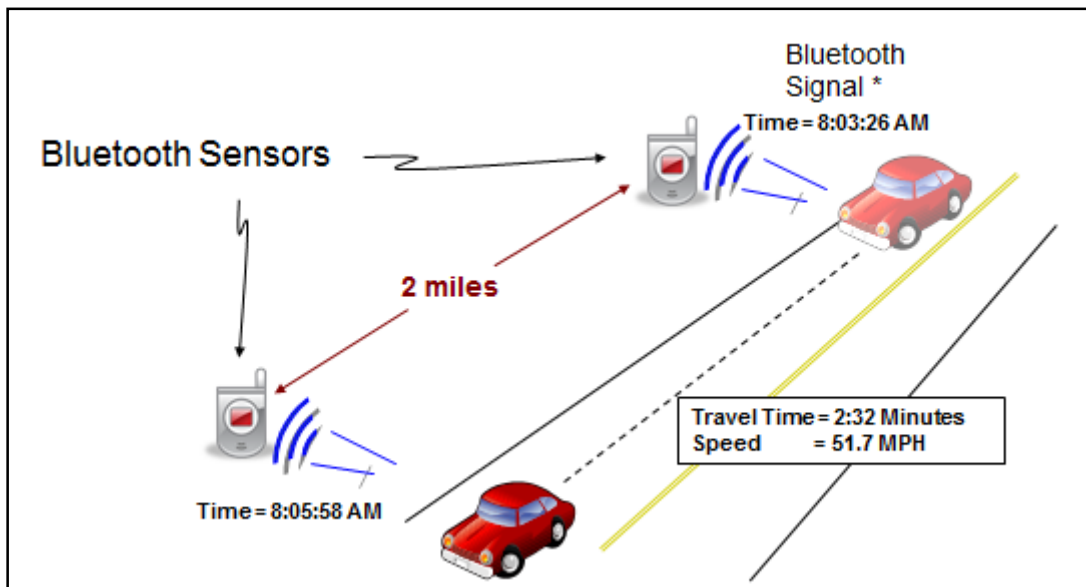 Bluetooth
Signal *
Time = 8:03:26 AM
Bluetooth Sensors
2 miles
Travel Time = 2:32 Minutes
Speed = 51.7 MPH
Time = 8:05:58 AM